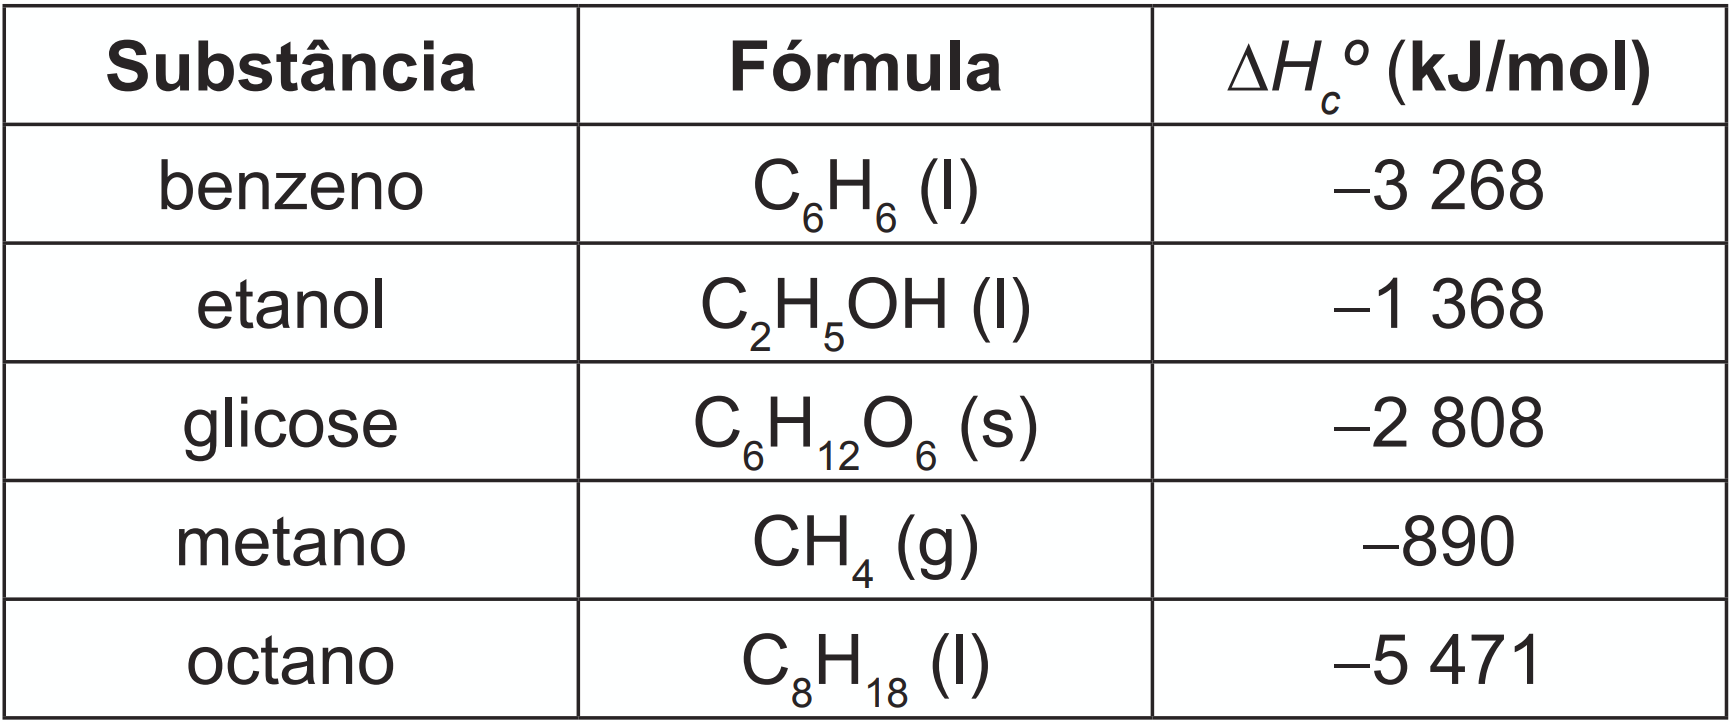 Substância Fórmula ΔH꜀º (kJ/mol)
benzeno C₆H₆ (l) –3 268
etanol C₂H₅OH (l) –1 368
glicose C₆H₁₂O₆ (s) –2 808
metano CH₄ (g) –890
octano C₈H₁₈ (l) –5 471